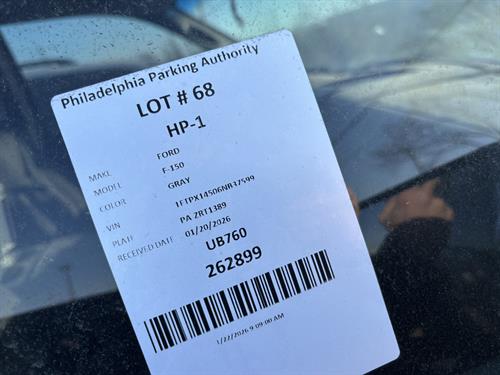 Philadelphia Parking Authority
LOT # 68
HP-1
MAKE FORD
MODEL F-150
COLOR GRAY
VIN 1FTPX14506NR37599
PLATE PA ZRT1389
RECEIVED DATE 01/20/2026
UB760
262899
1/22/2026 9:09:00 AM